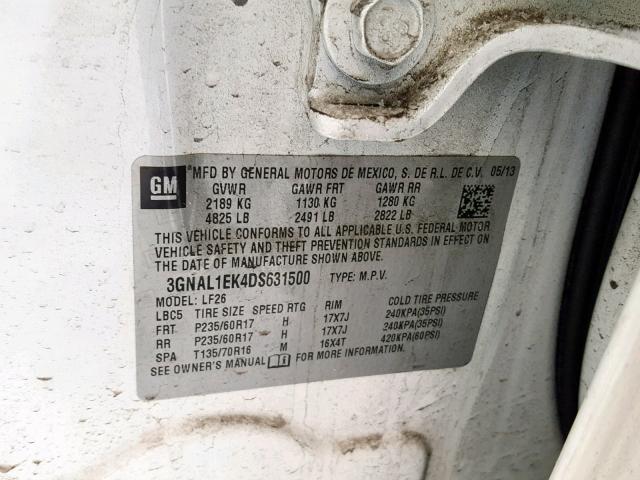 GM MFD BY GENERAL MOTORS DE MEXICO, S. DE R.L. DE C.V. 05/13
GVWR GAWR FRT GAWR RR
2189 KG 1130 KG 1280 KG
4825 LB 2491 LB 2822 LB
THIS VEHICLE CONFORMS TO ALL APPLICABLE U.S. FEDERAL MOTOR
VEHICLE SAFETY AND THEFT PREVENTION STANDARDS IN EFFECT ON
THE DATE OF MANUFACTURE SHOWN ABOVE.
3GNAL1EK4DS631500 TYPE: M.P.V.
MODEL: LF26
LBC5 TIRE SIZE SPEED RTG RIM COLD TIRE PRESSURE
FRT P235/60R17 H 17X7J 240KPA(35PSI)
RR P235/60R17 H 17X7J 240KPA(35PSI)
SPA T135/70R16 M 16X4T 420KPA(60PSI)
SEE OWNER'S MANUAL FOR MORE INFORMATION.